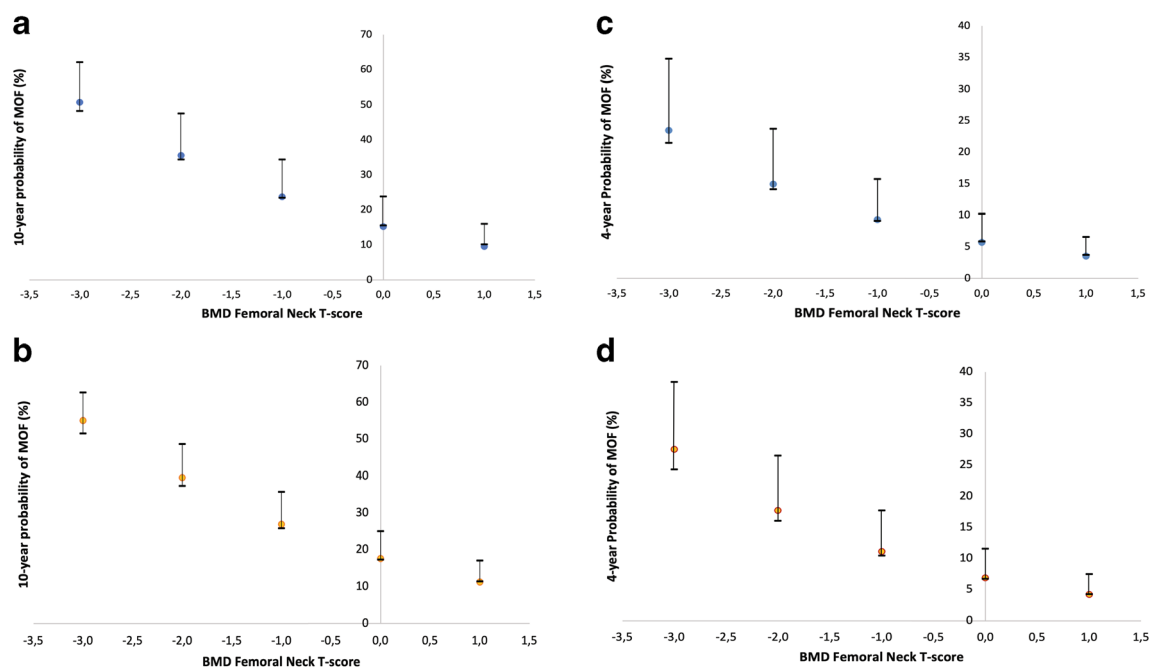 a
10-year probability of MOF (%)
70
60
50
40
30
20
10
0
-3,5 -3,0 -2,5 -2,0 -1,5 -1,0 -0,5 0,0 0,5 1,0 1,5
BMD Femoral Neck T-score
c
4-year Probability of MOF (%)
40
35
30
25
20
15
10
5
0
-3,5 -3,0 -2,5 -2,0 -1,5 -1,0 -0,5 0,0 0,5 1,0 1,5
BMD Femoral Neck T-score
b
10-year probability of MOF (%)
70
60
50
40
30
20
10
0
-3,5 -3,0 -2,5 -2,0 -1,5 -1,0 -0,5 0,0 0,5 1,0 1,5
BMD Femoral Neck T-score
d
4-year Probability of MOF (%)
40
35
30
25
20
15
10
5
0
-3,5 -3,0 -2,5 -2,0 -1,5 -1,0 -0,5 0,0 0,5 1,0 1,5
BMD Femoral Neck T-score